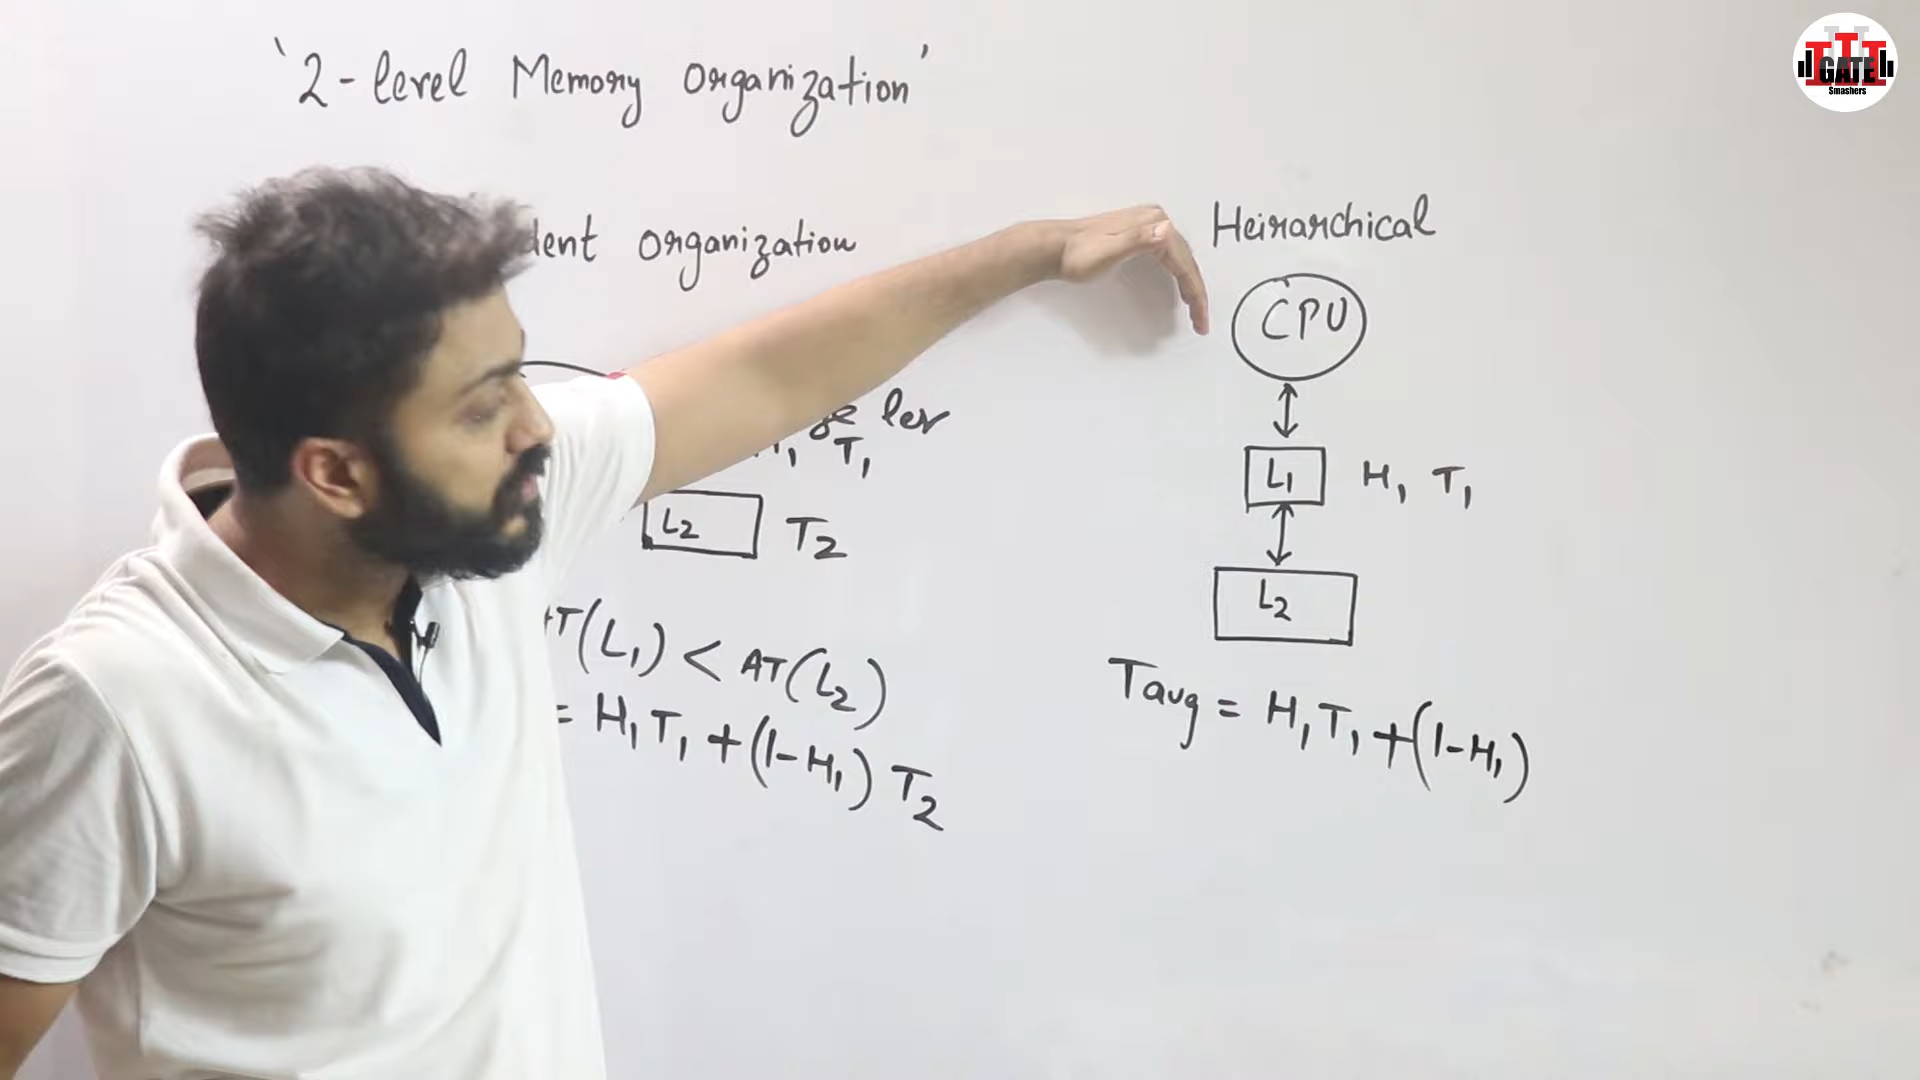 '2-level Memory Organization'
GATE
Smashers
dent Organization
Heirarchical
CPU
ler
T1
L1 H1 T1
L2 T2
L2
T(L1) < AT(L2)
= H1T1 + (1-H1) T2
Tavg = H1T1 + (1-H1)